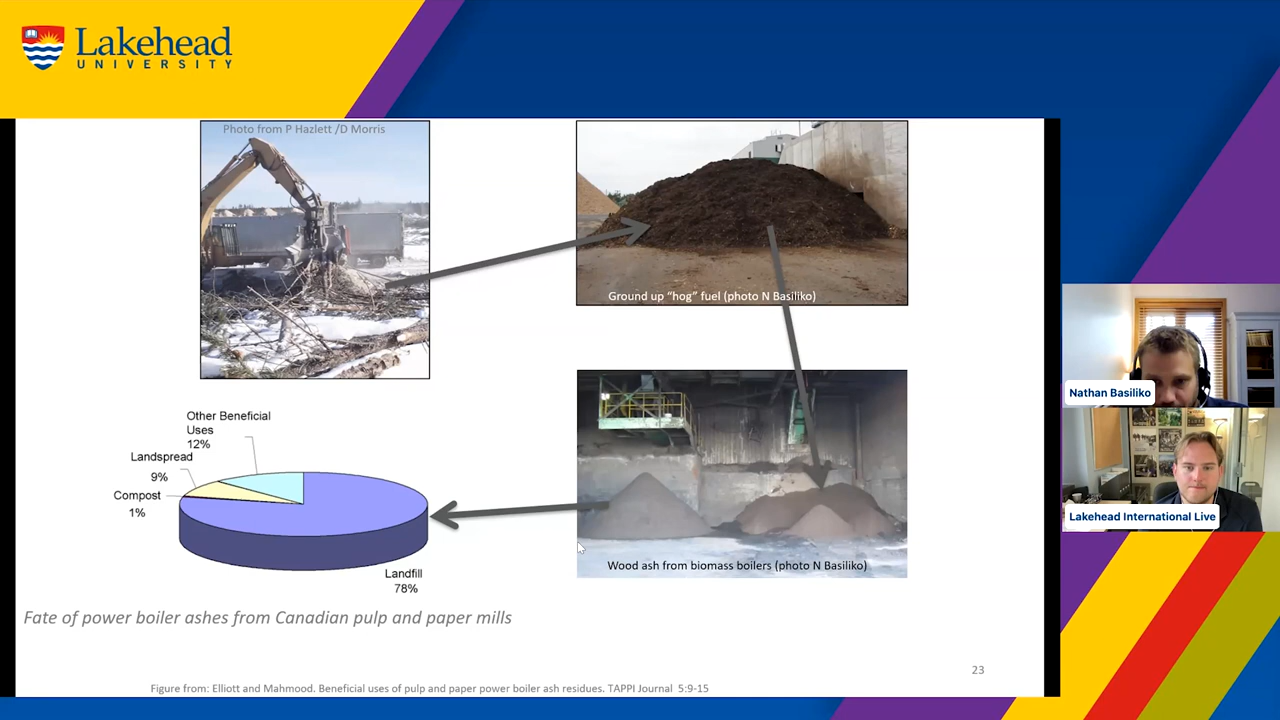 Lakehead
UNIVERSITY
Photo from P Hazlett /D Morris
Ground up “hog” fuel (photo N Basiliko)
Other Beneficial
Uses
12%
Landspread
9%
Compost
1%
Landfill
78%
Wood ash from biomass boilers (photo N Basiliko)
Fate of power boiler ashes from Canadian pulp and paper mills
23
Figure from: Elliott and Mahmood. Beneficial uses of pulp and paper power boiler ash residues. TAPPI Journal 5:9-15
Nathan Basiliko
Lakehead International Live